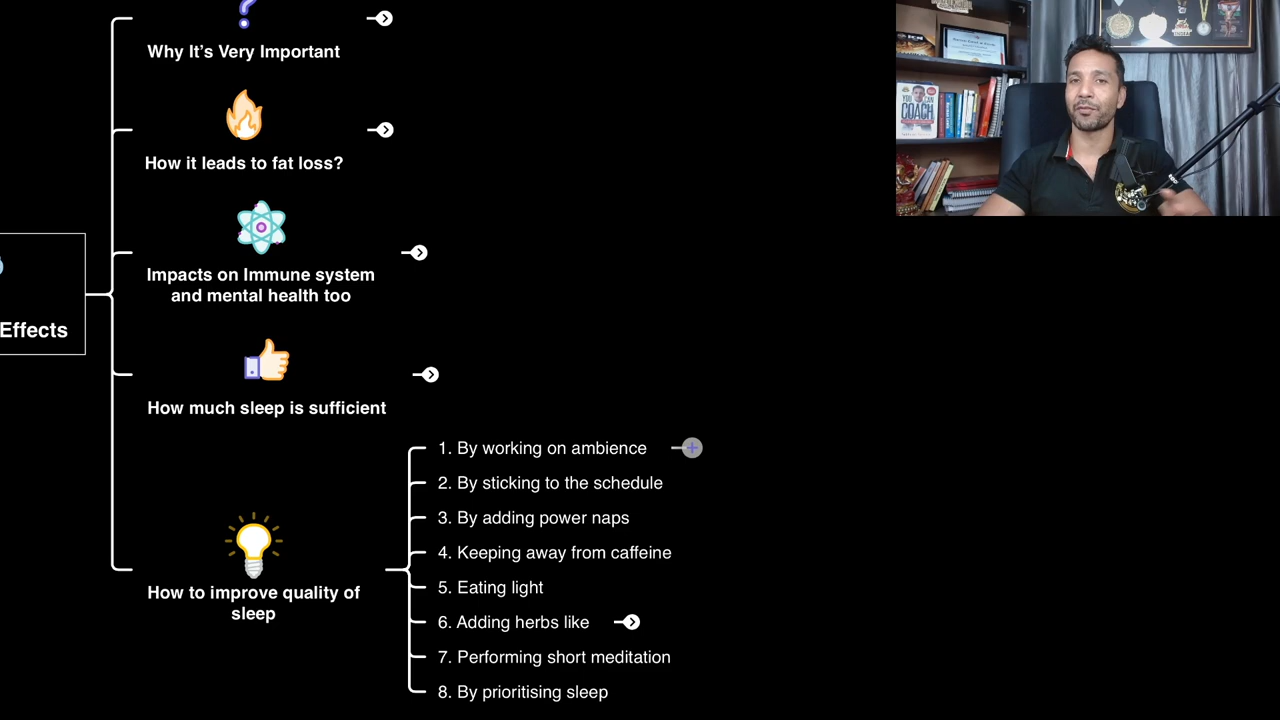 Why It's Very Important
How it leads to fat loss?
Impacts on Immune system
and mental health too
Effects
How much sleep is sufficient
How to improve quality of
sleep
1. By working on ambience
2. By sticking to the schedule
3. By adding power naps
4. Keeping away from caffeine
5. Eating light
6. Adding herbs like
7. Performing short meditation
8. By prioritising sleep
YOU CAN
COACH